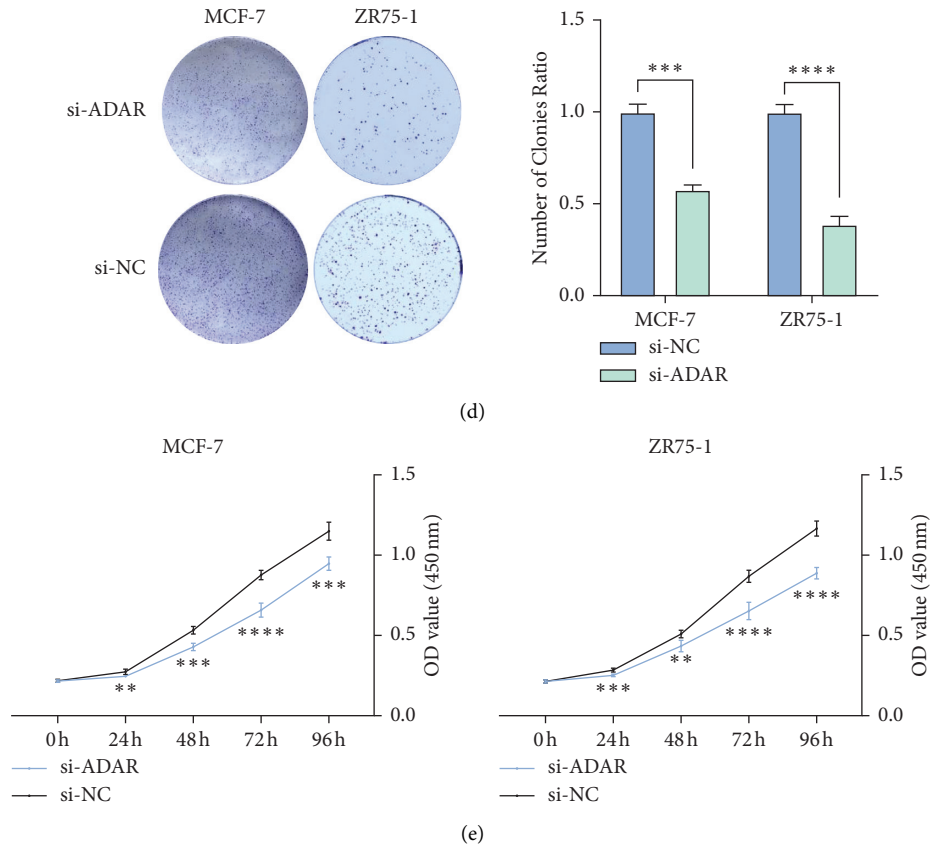 MCF-7 ZR75-1
si-ADAR
si-NC
Number of Clonies Ratio
1.5
1.0
0.5
0.0
*** ****
MCF-7 ZR75-1
si-NC
si-ADAR
(d)
MCF-7
1.5
1.0
0.5
0.0
OD value (450 nm)
** *** **** ***
0h 24h 48h 72h 96h
si-ADAR
si-NC
ZR75-1
1.5
1.0
0.5
0.0
OD value (450 nm)
*** ** **** ****
0h 24h 48h 72h 96h
si-ADAR
si-NC
(e)